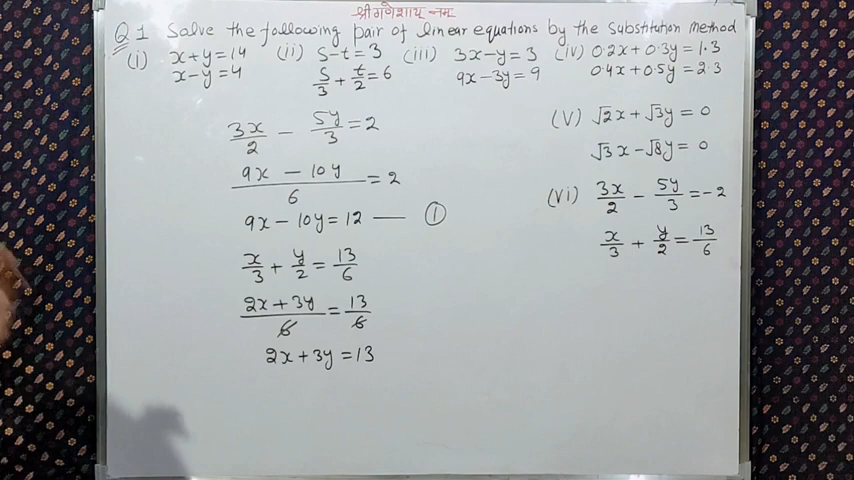 श्री गणेशाय नमः
Q1 Solve the following pair of linear equations by the substitution method
(i) x+y=14 (ii) s-t=3 (iii) 3x-y=3 (iv) 0.2x+0.3y=1.3
x-y=4 s/3 + t/2 = 6 9x-3y=9 0.4x+0.5y=2.3
(V) √2x + √3y = 0
√3x - √8y = 0
(Vi) 3x/2 - 5y/3 = -2
x/3 + y/2 = 13/6
3x/2 - 5y/3 = 2
9x - 10y / 6 = 2
9x - 10y = 12 — ①
x/3 + y/2 = 13/6
2x + 3y / 6 = 13/6
2x + 3y = 13